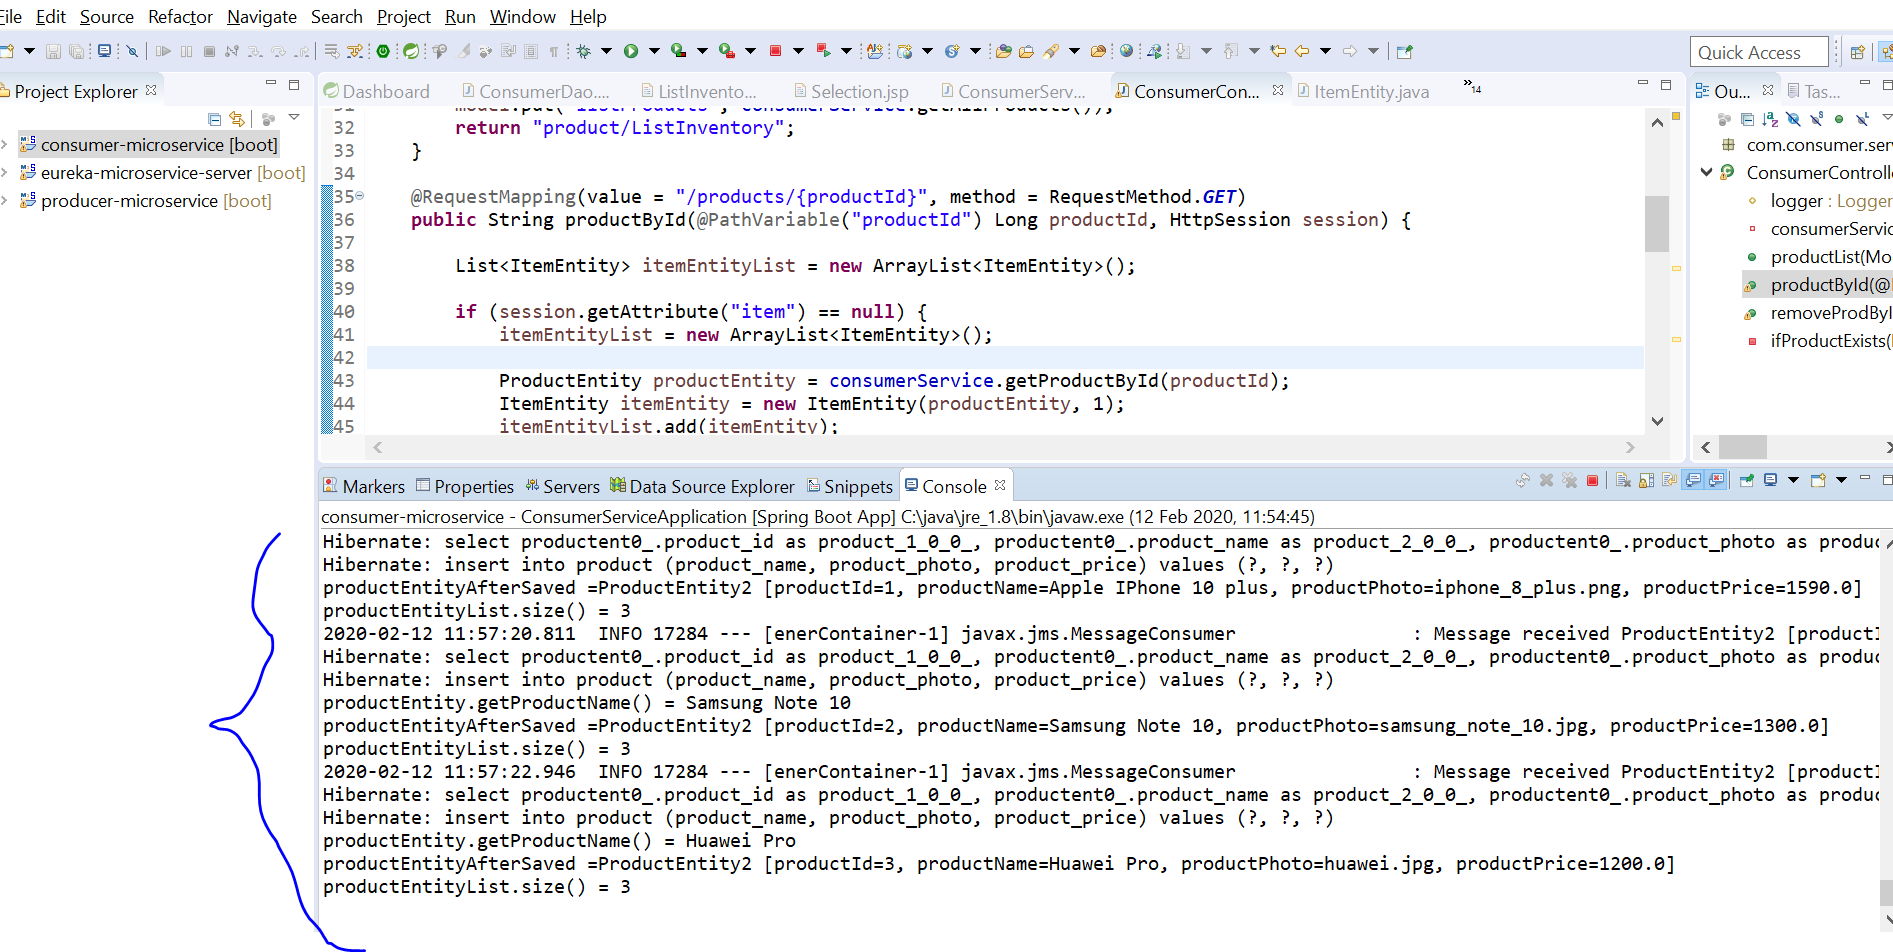 File Edit Source Refactor Navigate Search Project Run Window Help
Quick Access
Project Explorer
consumer-microservice [boot]
eureka-microservice-server [boot]
producer-microservice [boot]
Dashboard ConsumerDao.... ListInvento... Selection.jsp ConsumerServ... ConsumerCon... ItemEntity.java »14
31 model.put("listProducts", consumerService.getAllProducts());
32 return "product/ListInventory";
33 }
34
35 @RequestMapping(value = "/products/{productId}", method = RequestMethod.GET)
36 public String productById(@PathVariable("productId") Long productId, HttpSession session) {
37
38 List<ItemEntity> itemEntityList = new ArrayList<ItemEntity>();
39
40 if (session.getAttribute("item") == null) {
41 itemEntityList = new ArrayList<ItemEntity>();
42
43 ProductEntity productEntity = consumerService.getProductById(productId);
44 ItemEntity itemEntity = new ItemEntity(productEntity, 1);
45 itemEntityList.add(itemEntity);
Ou... Tas...
com.consumer.ser
ConsumerControlle
logger : Logger
consumerServic
productList(Mo
productById(@
removeProdById
ifProductExists(
Markers Properties Servers Data Source Explorer Snippets Console
consumer-microservice - ConsumerServiceApplication [Spring Boot App] C:\java\jre_1.8\bin\javaw.exe (12 Feb 2020, 11:54:45)
Hibernate: select productent0_.product_id as product_1_0_0_, productent0_.product_name as product_2_0_0_, productent0_.product_photo as produc
Hibernate: insert into product (product_name, product_photo, product_price) values (?, ?, ?)
productEntityAfterSaved =ProductEntity2 [productId=1, productName=Apple IPhone 10 plus, productPhoto=iphone_8_plus.png, productPrice=1590.0]
productEntityList.size() = 3
2020-02-12 11:57:20.811 INFO 17284 --- [enerContainer-1] javax.jms.MessageConsumer : Message received ProductEntity2 [productI
Hibernate: select productent0_.product_id as product_1_0_0_, productent0_.product_name as product_2_0_0_, productent0_.product_photo as produc
Hibernate: insert into product (product_name, product_photo, product_price) values (?, ?, ?)
productEntity.getProductName() = Samsung Note 10
productEntityAfterSaved =ProductEntity2 [productId=2, productName=Samsung Note 10, productPhoto=samsung_note_10.jpg, productPrice=1300.0]
productEntityList.size() = 3
2020-02-12 11:57:22.946 INFO 17284 --- [enerContainer-1] javax.jms.MessageConsumer : Message received ProductEntity2 [productI
Hibernate: select productent0_.product_id as product_1_0_0_, productent0_.product_name as product_2_0_0_, productent0_.product_photo as produc
Hibernate: insert into product (product_name, product_photo, product_price) values (?, ?, ?)
productEntity.getProductName() = Huawei Pro
productEntityAfterSaved =ProductEntity2 [productId=3, productName=Huawei Pro, productPhoto=huawei.jpg, productPrice=1200.0]
productEntityList.size() = 3